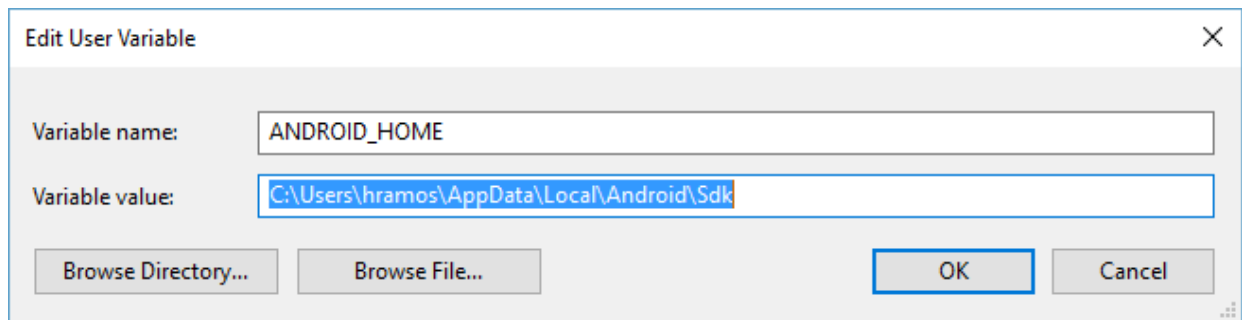 Edit User Variable
Variable name: ANDROID_HOME
Variable value: C:\Users\hramos\AppData\Local\Android\Sdk
Browse Directory... Browse File... OK Cancel